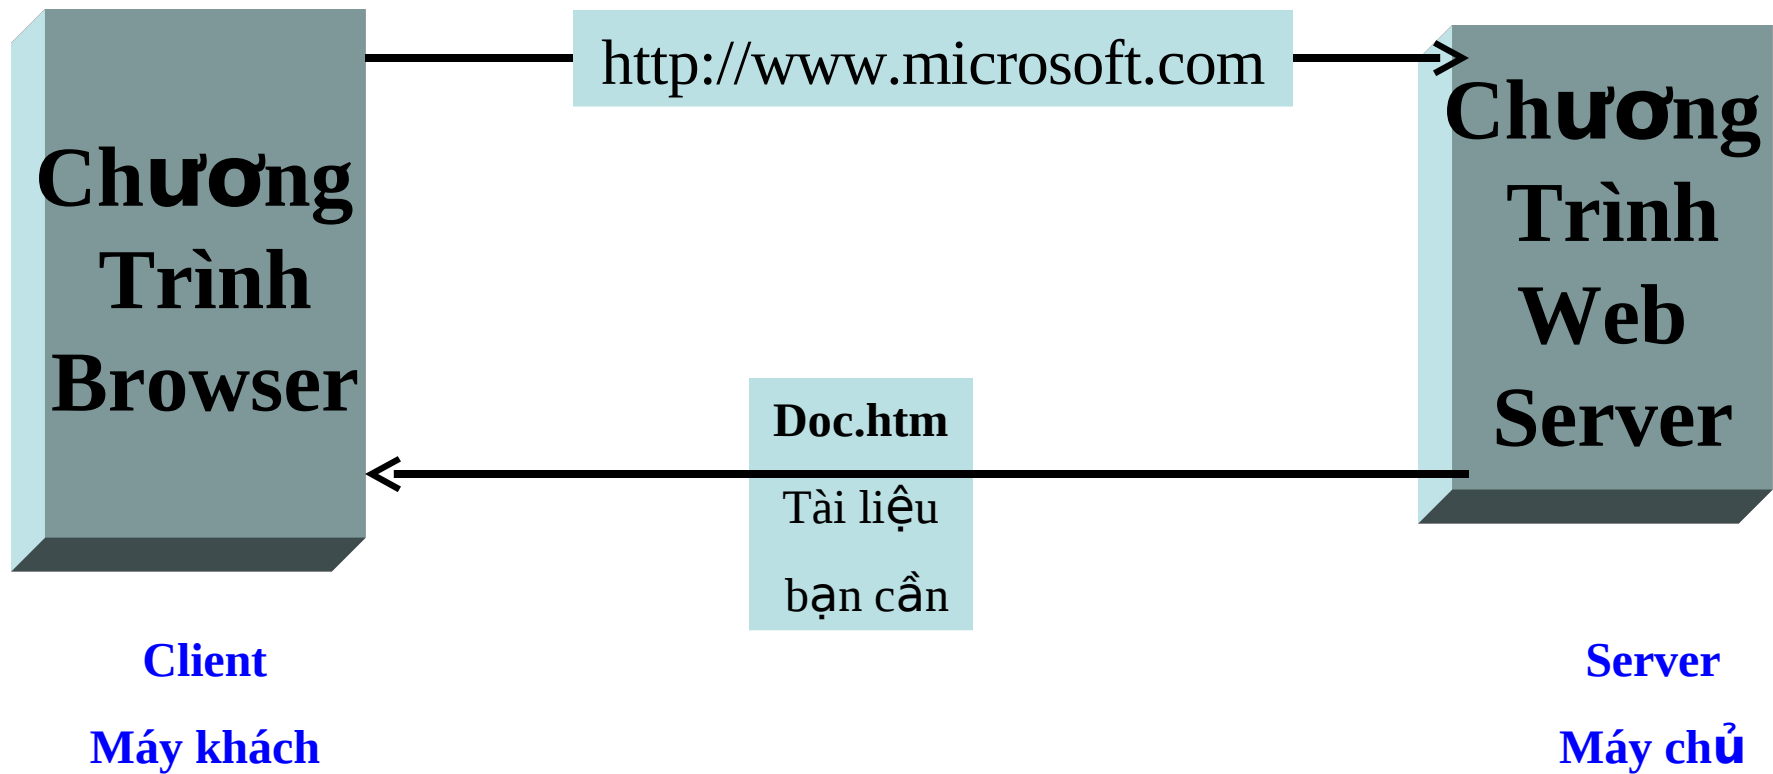 http://www.microsoft.com
Chương
Trình
Browser
Chương
Trình
Web
Server
Doc.htm
Tài liệu
bạn cần
Client
Máy khách
Server
Máy chủ